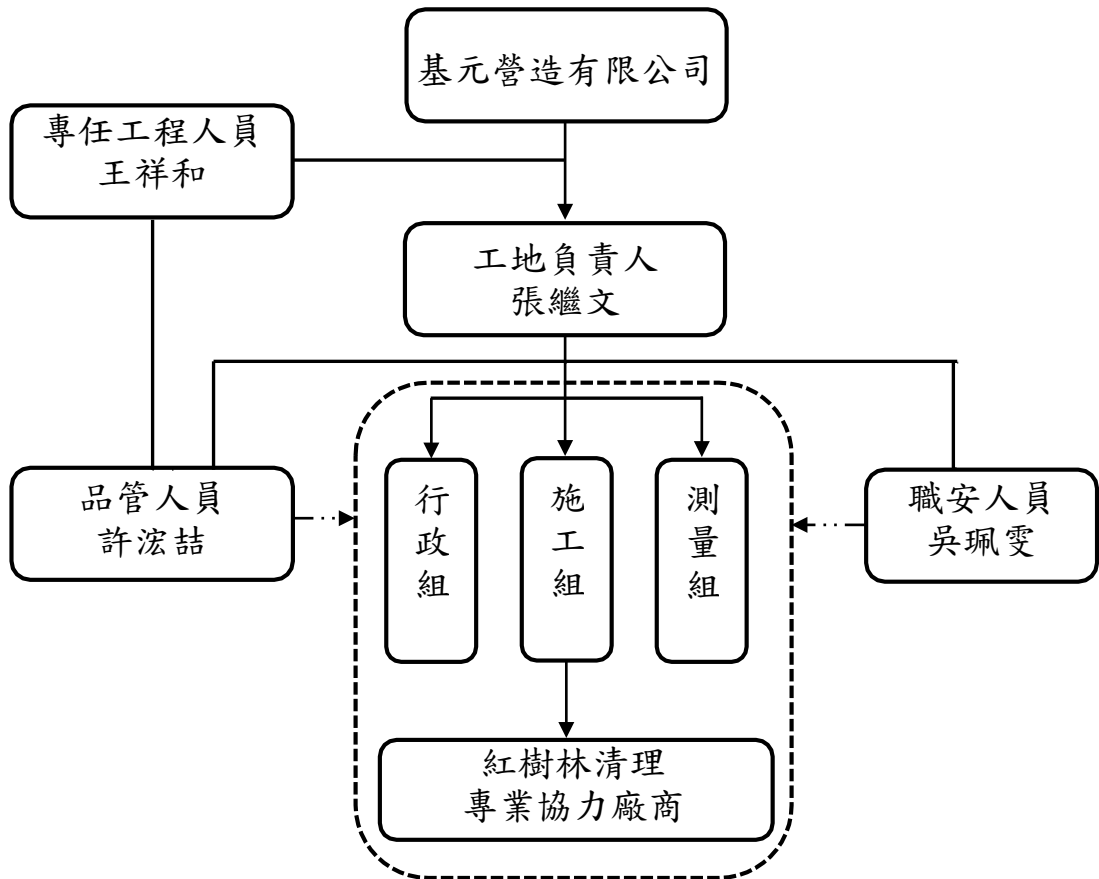 基元營造有限公司
專任工程人員
王祥和
工地負責人
張繼文
品管人員
許浤喆
行政組
施工組
測量組
職安人員
吳珮雯
紅樹林清理
專業協力廠商